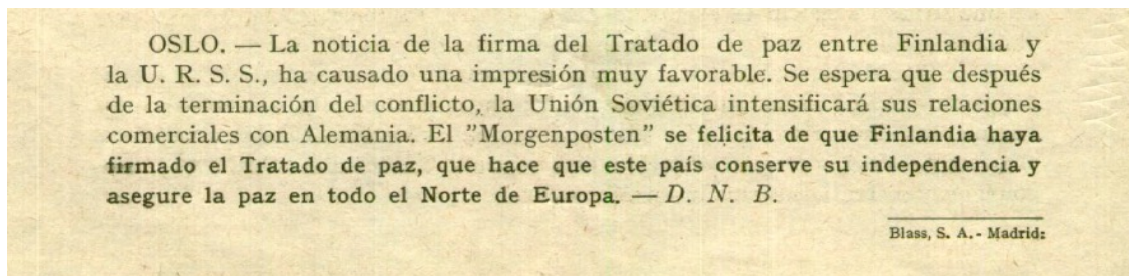 OSLO. — La noticia de la firma del Tratado de paz entre Finlandia y
la U. R. S. S., ha causado una impresión muy favorable. Se espera que después
de la terminación del conflicto, la Unión Soviética intensificará sus relaciones
comerciales con Alemania. El "Morgenposten" se felicita de que Finlandia haya
firmado el Tratado de paz, que hace que este país conserve su independencia y
asegure la paz en todo el Norte de Europa. — D. N. B.
Blass, S. A. - Madrid: